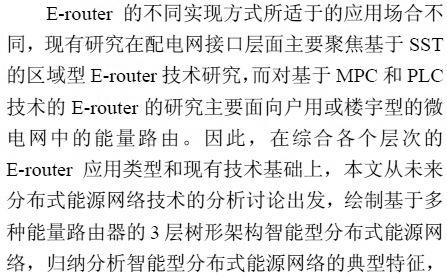 E-router 的不同实现方式所适于的应用场合不
同，现有研究在配电网接口层面主要聚焦基于 SST
的区域型 E-router 技术研究，而对基于 MPC 和 PLC
技术的 E-router 的研究主要面向户用或楼宇型的微
电网中的能量路由。因此，在综合各个层次的
E-router 应用类型和现有技术基础上，本文从未来
分布式能源网络技术的分析讨论出发，绘制基于多
种能量路由器的 3 层树形架构智能型分布式能源网
络，归纳分析智能型分布式能源网络的典型特征，